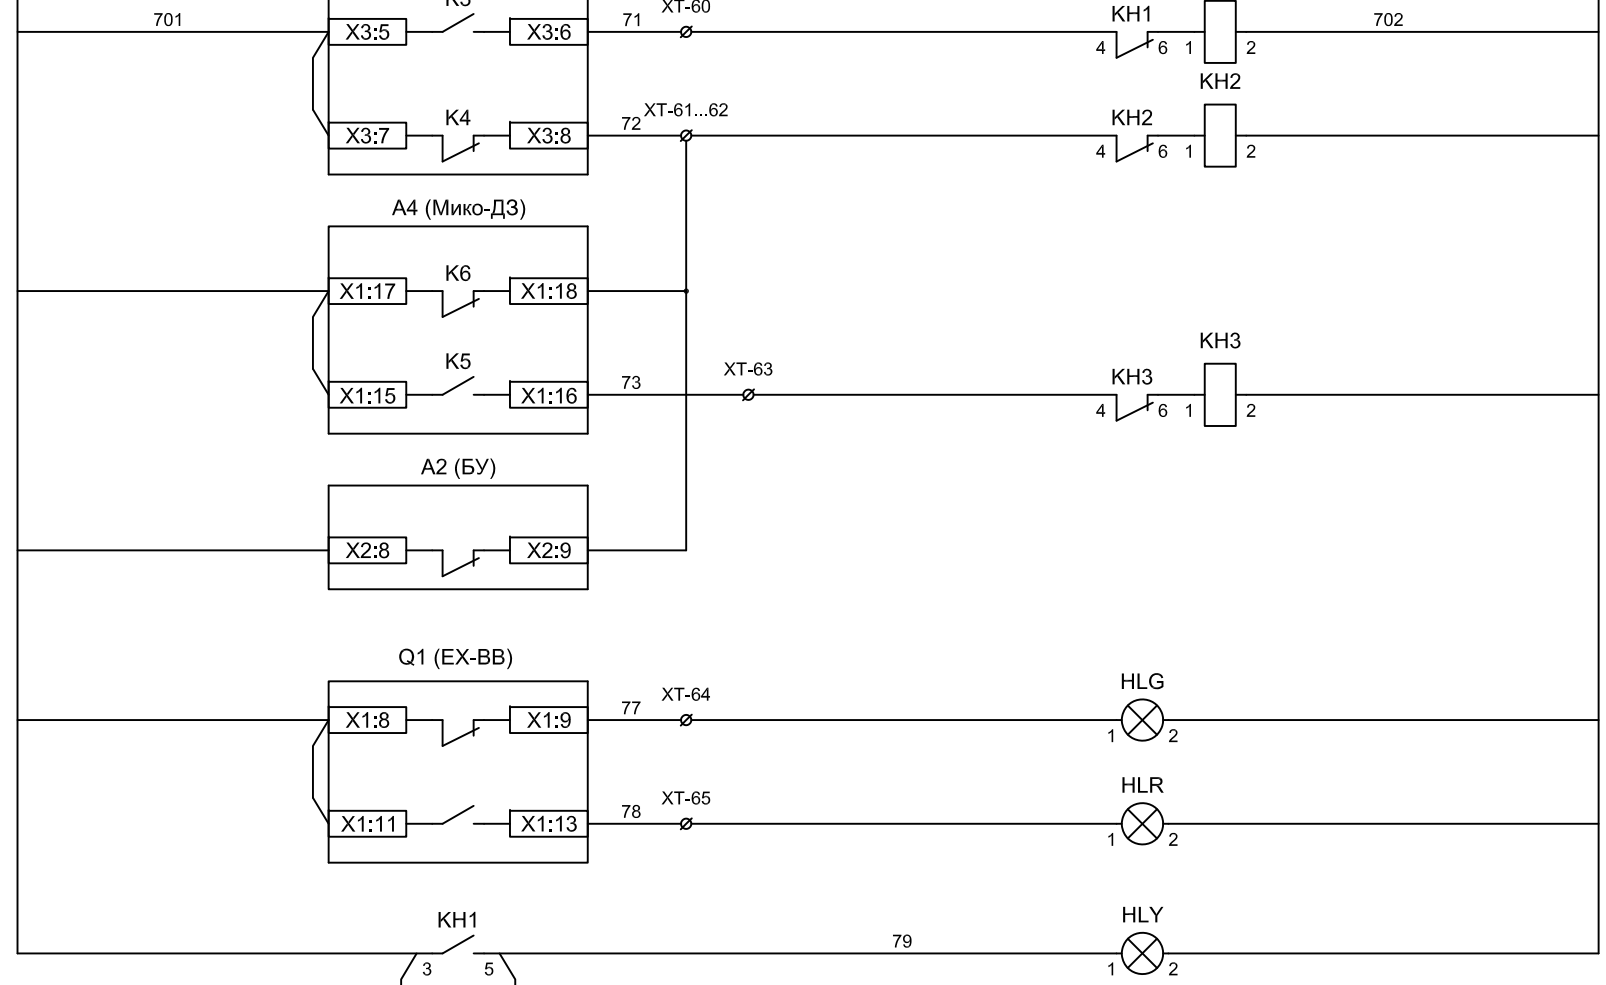 701
X3:5
X3:6
71
XT-60
KH1
4
6
1
2
702
KH2
X3:7
K4
X3:8
72
XT-61...62
KH2
4
6
1
2
A4 (Мико-ДЗ)
X1:17
K6
X1:18
KH3
X1:15
K5
X1:16
73
XT-63
KH3
4
6
1
2
A2 (БУ)
X2:8
X2:9
Q1 (EX-BB)
X1:8
X1:9
77
XT-64
HLG
1
2
X1:11
X1:13
78
XT-65
HLR
1
2
KH1
3
5
79
HLY
1
2